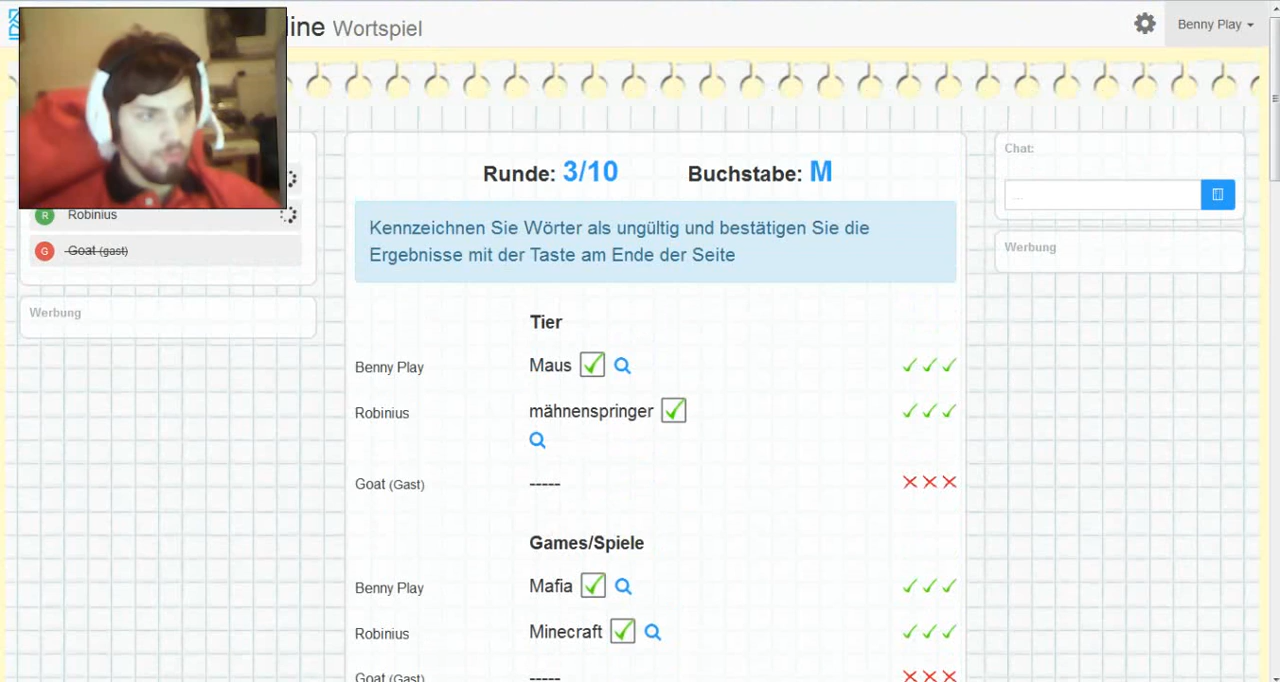 line Wortspiel
Benny Play
Robinius
Goat (gast)
Werbung
Runde: 3/10 Buchstabe: M
Kennzeichnen Sie Wörter als ungültig und bestätigen Sie die
Ergebnisse mit der Taste am Ende der Seite
Tier
Benny Play Maus
Robinius mähnenspringer
Goat (Gast) -----
Games/Spiele
Benny Play Mafia
Robinius Minecraft
Goat (Gast) -----
Chat:
...
Werbung